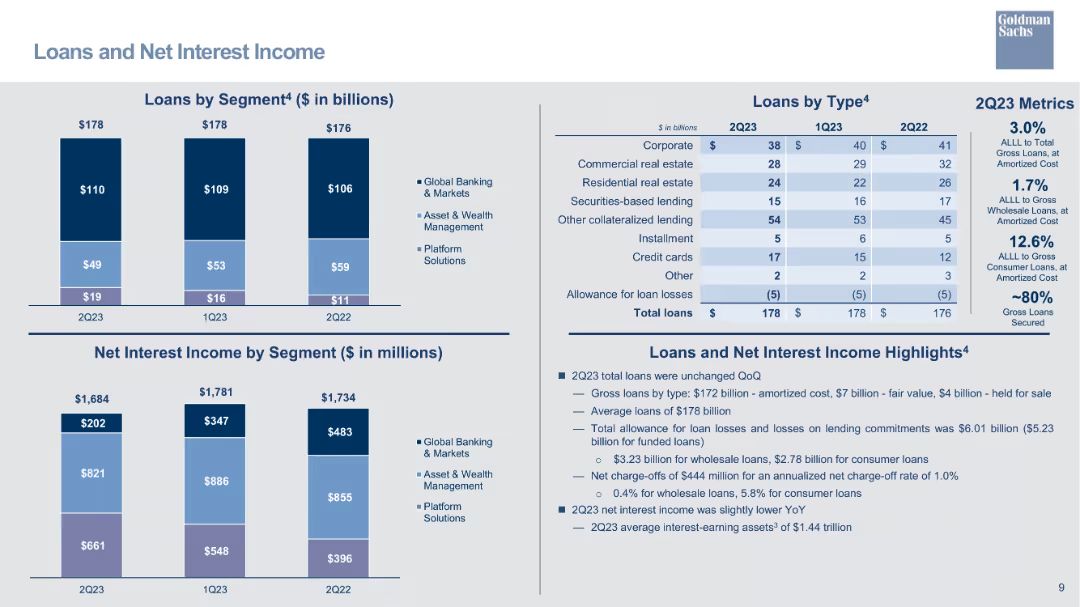 Goldman
Sachs
Loans and Net Interest Income
Loans by Segment⁴ ($ in billions)
$178
$178
$176
$110
$109
$106
$49
$53
$59
$19
$16
$11
2Q23
1Q23
2Q22
Global Banking
& Markets
Asset & Wealth
Management
Platform
Solutions
Loans by Type⁴
$ in billions 2Q23 1Q23 2Q22
Corporate $ 38 $ 40 $ 41
Commercial real estate 28 29 32
Residential real estate 24 22 26
Securities-based lending 15 16 17
Other collateralized lending 54 53 45
Installment 5 6 5
Credit cards 17 15 12
Other 2 2 3
Allowance for loan losses (5) (5) (5)
Total loans $ 178 $ 178 $ 176
2Q23 Metrics
3.0%
ALLL to Total
Gross Loans, at
Amortized Cost
1.7%
ALLL to Gross
Wholesale Loans, at
Amortized Cost
12.6%
ALLL to Gross
Consumer Loans, at
Amortized Cost
~80%
Gross Loans
Secured
Net Interest Income by Segment ($ in millions)
$1,684
$1,781
$1,734
$202
$347
$483
$821
$886
$855
$661
$548
$396
2Q23
1Q23
2Q22
Global Banking
& Markets
Asset & Wealth
Management
Platform
Solutions
Loans and Net Interest Income Highlights⁴
■ 2Q23 total loans were unchanged QoQ
— Gross loans by type: $172 billion - amortized cost, $7 billion - fair value, $4 billion - held for sale
— Average loans of $178 billion
— Total allowance for loan losses and losses on lending commitments was $6.01 billion ($5.23
billion for funded loans)
○ $3.23 billion for wholesale loans, $2.78 billion for consumer loans
— Net charge-offs of $444 million for an annualized net charge-off rate of 1.0%
○ 0.4% for wholesale loans, 5.8% for consumer loans
■ 2Q23 net interest income was slightly lower YoY
— 2Q23 average interest-earning assets³ of $1.44 trillion
9